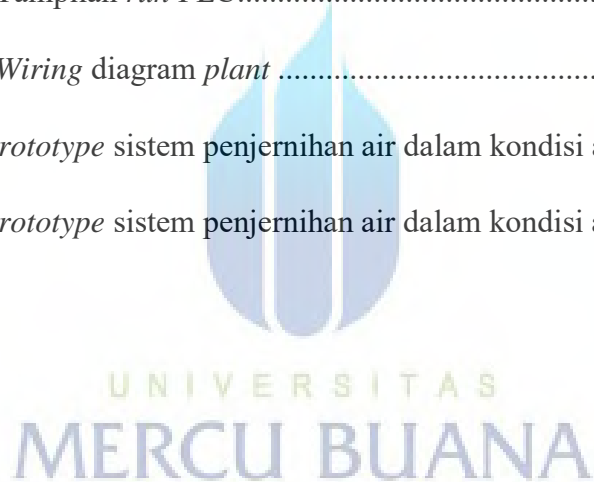 run PLC
Wiring diagram plant ........................................
rototype sistem penjernihan air dalam kondisi a
rototype sistem penjernihan air dalam kondisi a
UNIVERSITAS
MERCU BUANA